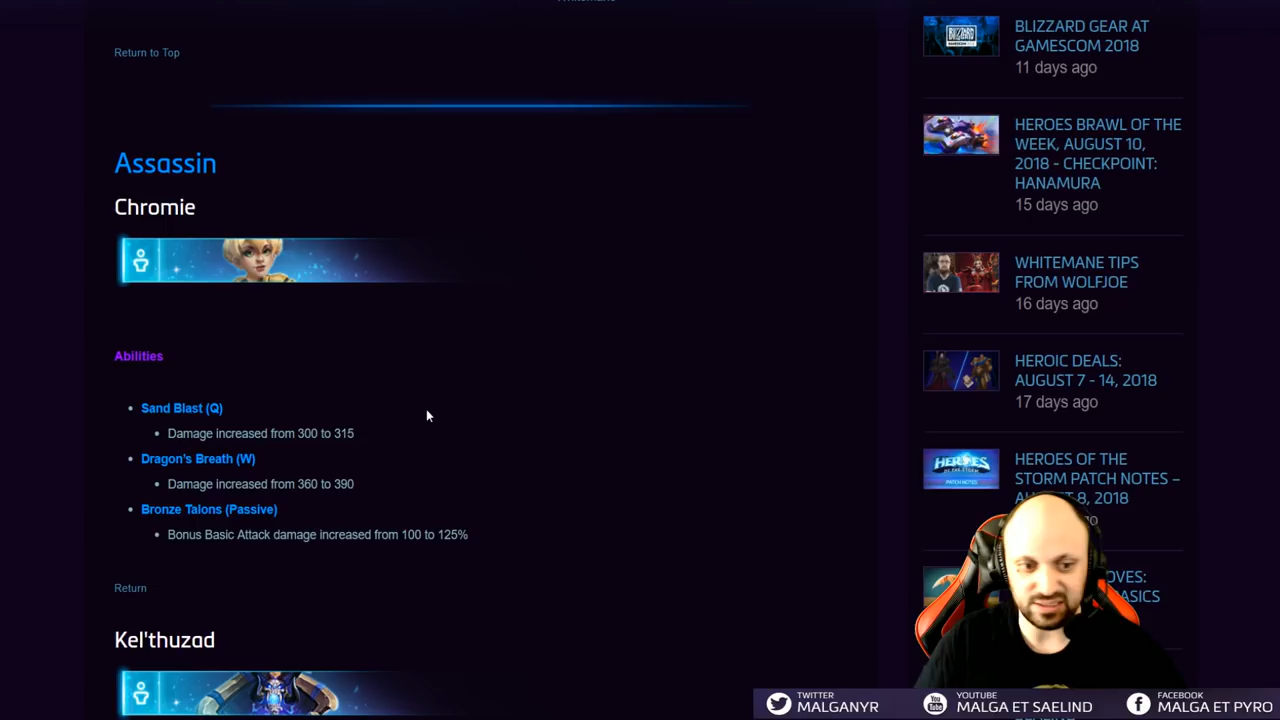 Return to Top
Assassin
Chromie
Abilities
Sand Blast (Q)
Damage increased from 300 to 315
Dragon's Breath (W)
Damage increased from 360 to 390
Bronze Talons (Passive)
Bonus Basic Attack damage increased from 100 to 125%
Return
Kel'thuzad
BLIZZARD GEAR AT
GAMESCOM 2018
11 days ago
HEROES BRAWL OF THE
WEEK, AUGUST 10,
2018 - CHECKPOINT:
HANAMURA
15 days ago
WHITEMANE TIPS
FROM WOLFJOE
16 days ago
HEROIC DEALS:
AUGUST 7 - 14, 2018
17 days ago
HEROES OF THE
STORM PATCH NOTES –
8, 2018
ago
TWITTER
MALGANYR
YOUTUBE
MALGA ET SAELIND
FACEBOOK
MALGA ET PYRO